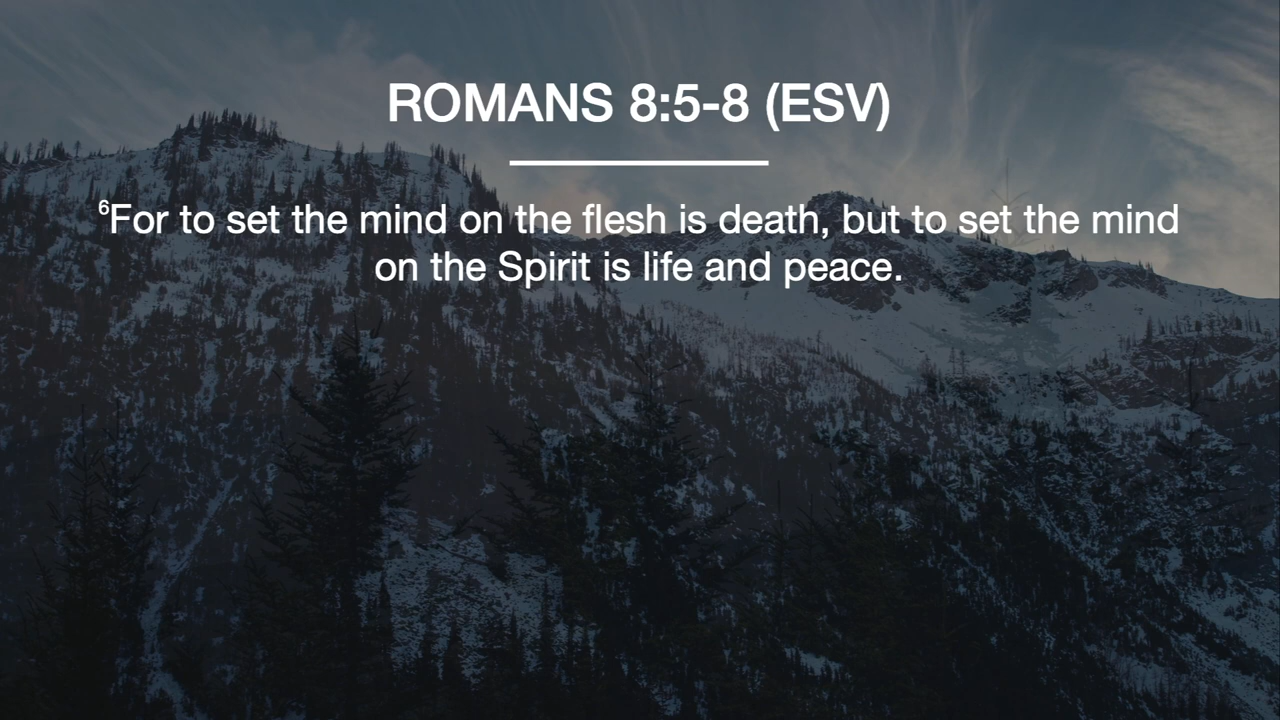 ROMANS 8:5-8 (ESV)
⁶For to set the mind on the flesh is death, but to set the mind
on the Spirit is life and peace.